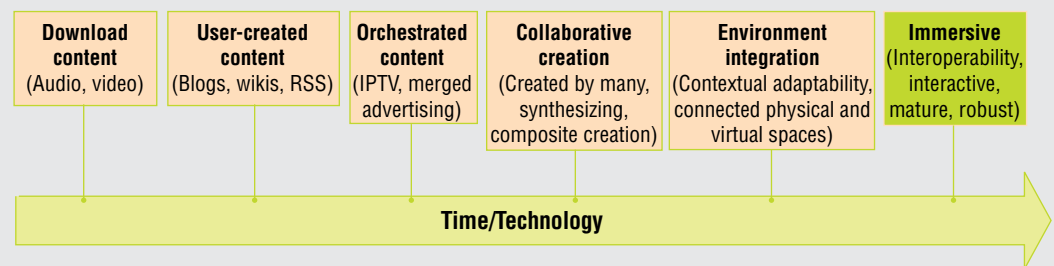 Download
content
(Audio, video)
User-created
content
(Blogs, wikis, RSS)
Orchestrated
content
(IPTV, merged
advertising)
Collaborative
creation
(Created by many,
synthesizing,
composite creation)
Environment
integration
(Contextual adaptability,
connected physical and
virtual spaces)
Immersive
(Interoperability,
interactive,
mature, robust)
Time/Technology